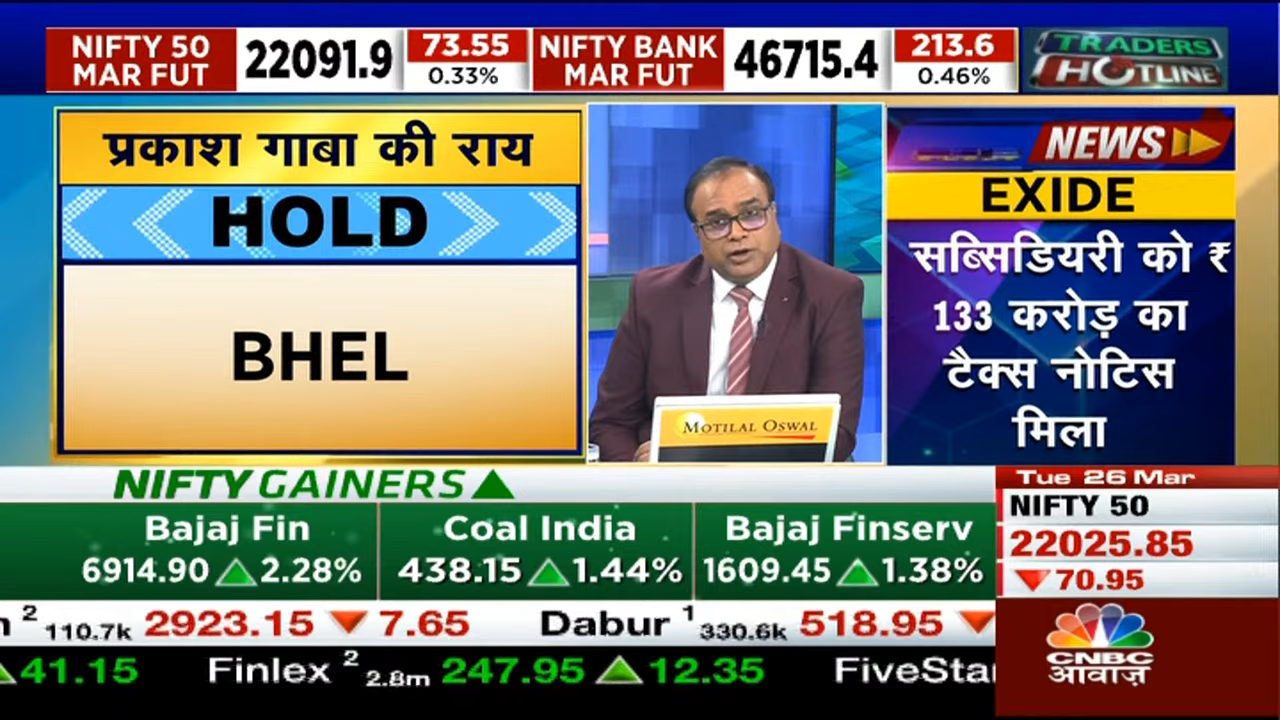 NIFTY 50
MAR FUT
22091.9
73.55
0.33%
NIFTY BANK
MAR FUT
46715.4
213.6
0.46%
TRADERS
HOTLINE
प्रकाश गाबा की राय
HOLD
BHEL
MOTILAL OSWAL
NEWS
EXIDE
सब्सिडियरी को ₹
133 करोड़ का
टैक्स नोटिस
मिला
NIFTY GAINERS
Bajaj Fin
6914.90 2.28%
Coal India
438.15 1.44%
Bajaj Finserv
1609.45 1.38%
Tue 26 Mar
NIFTY 50
22025.85
70.95
2 110.7k 2923.15 7.65 Dabur 1 330.6k 518.95
41.15 Finlex 2 2.8m 247.95 12.35 FiveStar
CNBC
आवाज़